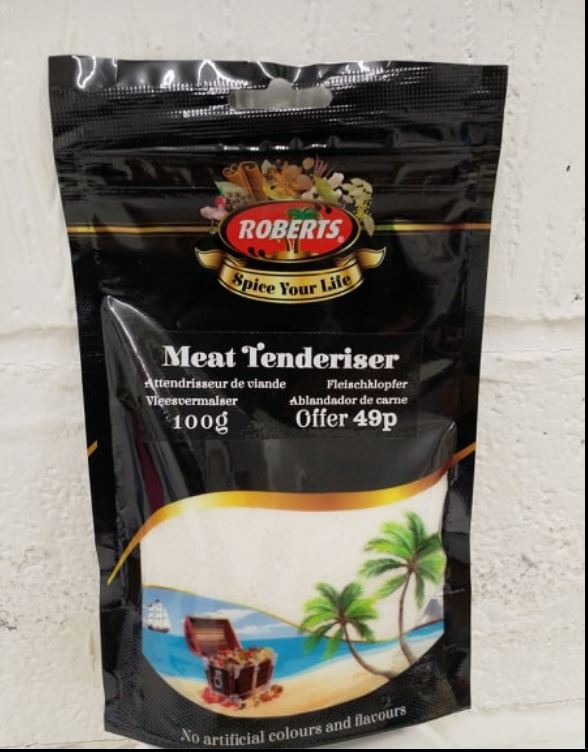 fo
ROBERTS®
Spice Your Life
Meat Tenderiser
Attendrisseur de viande Fleischklopfer
Vleesvermalser Ablandador de carne
100g Offer 49p
No artificial colours and flavours